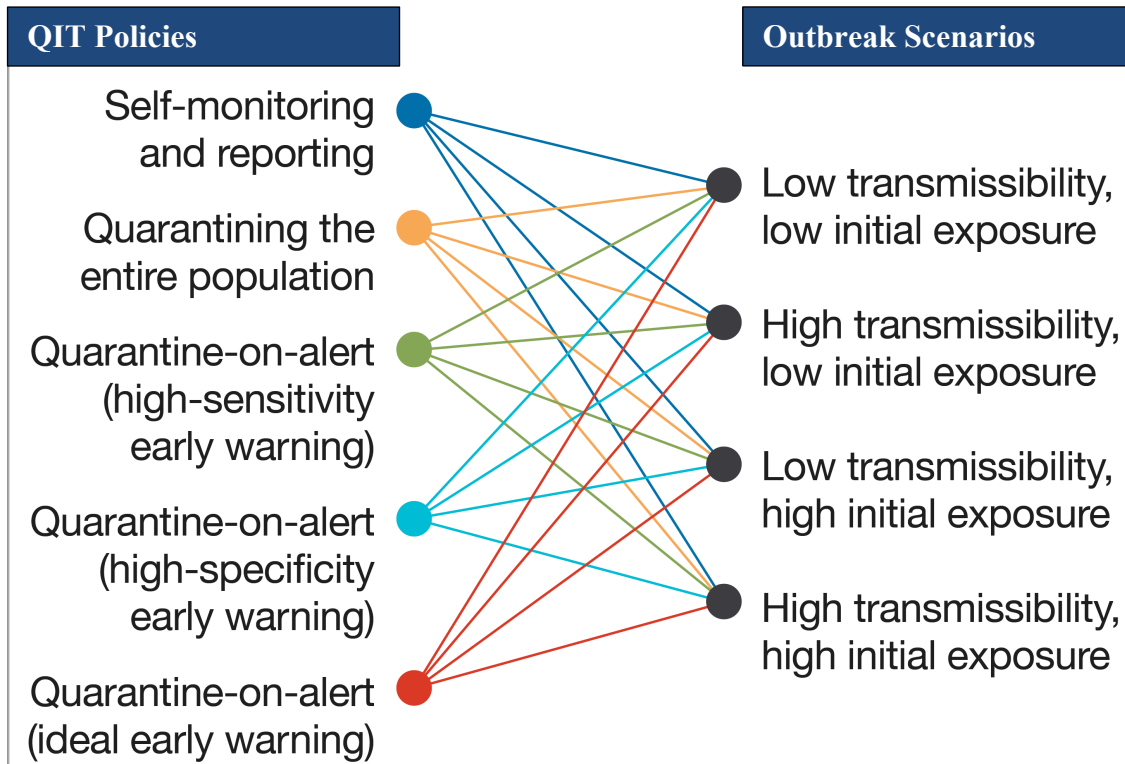 QIT Policies
Self-monitoring
and reporting
Quarantining the
entire population
Quarantine-on-alert
(high-sensitivity
early warning)
Quarantine-on-alert
(high-specificity
early warning)
Quarantine-on-alert
(ideal early warning)
Outbreak Scenarios
Low transmissibility,
low initial exposure
High transmissibility,
low initial exposure
Low transmissibility,
high initial exposure
High transmissibility,
high initial exposure